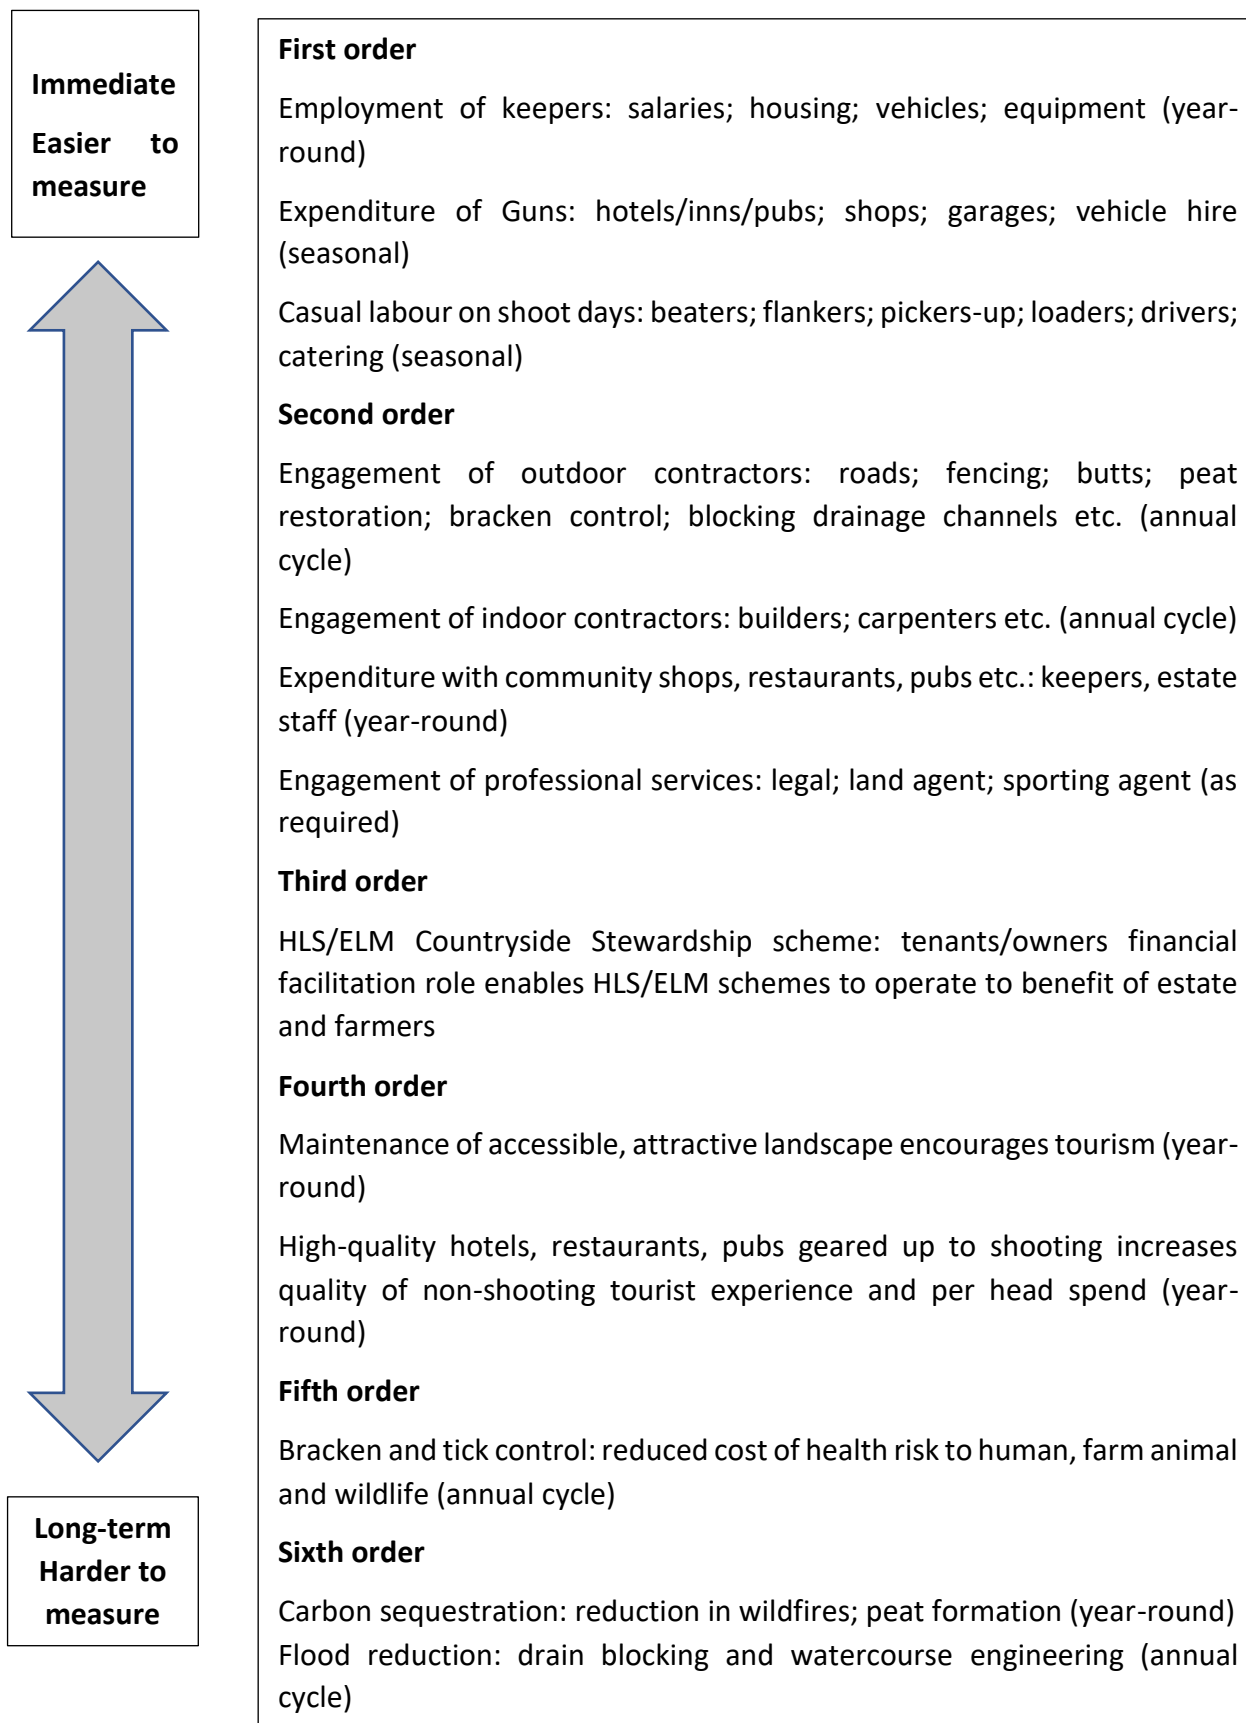 Immediate
Easier to
measure
First order
Employment of keepers: salaries; housing; vehicles; equipment (year-
round)
Expenditure of Guns: hotels/inns/pubs; shops; garages; vehicle hire
(seasonal)
Casual labour on shoot days: beaters; flankers; pickers-up; loaders; drivers;
catering (seasonal)
Second order
Engagement of outdoor contractors: roads; fencing; butts; peat
restoration; bracken control; blocking drainage channels etc. (annual
cycle)
Engagement of indoor contractors: builders; carpenters etc. (annual cycle)
Expenditure with community shops, restaurants, pubs etc.: keepers, estate
staff (year-round)
Engagement of professional services: legal; land agent; sporting agent (as
required)
Third order
HLS/ELM Countryside Stewardship scheme: tenants/owners financial
facilitation role enables HLS/ELM schemes to operate to benefit of estate
and farmers
Fourth order
Maintenance of accessible, attractive landscape encourages tourism (year-
round)
High-quality hotels, restaurants, pubs geared up to shooting increases
quality of non-shooting tourist experience and per head spend (year-
round)
Fifth order
Bracken and tick control: reduced cost of health risk to human, farm animal
and wildlife (annual cycle)
Sixth order
Carbon sequestration: reduction in wildfires; peat formation (year-round)
Flood reduction: drain blocking and watercourse engineering (annual
cycle)
Long-term
Harder to
measure